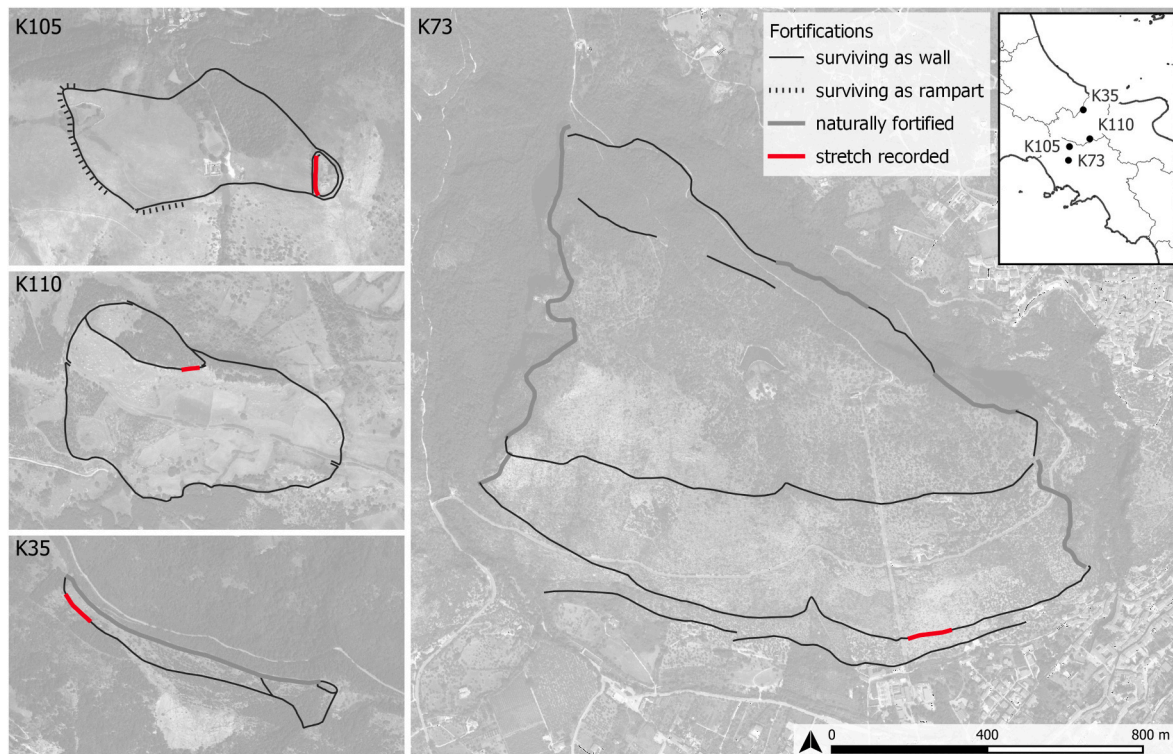 K105
K73
Fortifications
surviving as wall
surviving as rampart
naturally fortified
stretch recorded
K35
K110
K105
K73
K110
K35
0 400 800 m